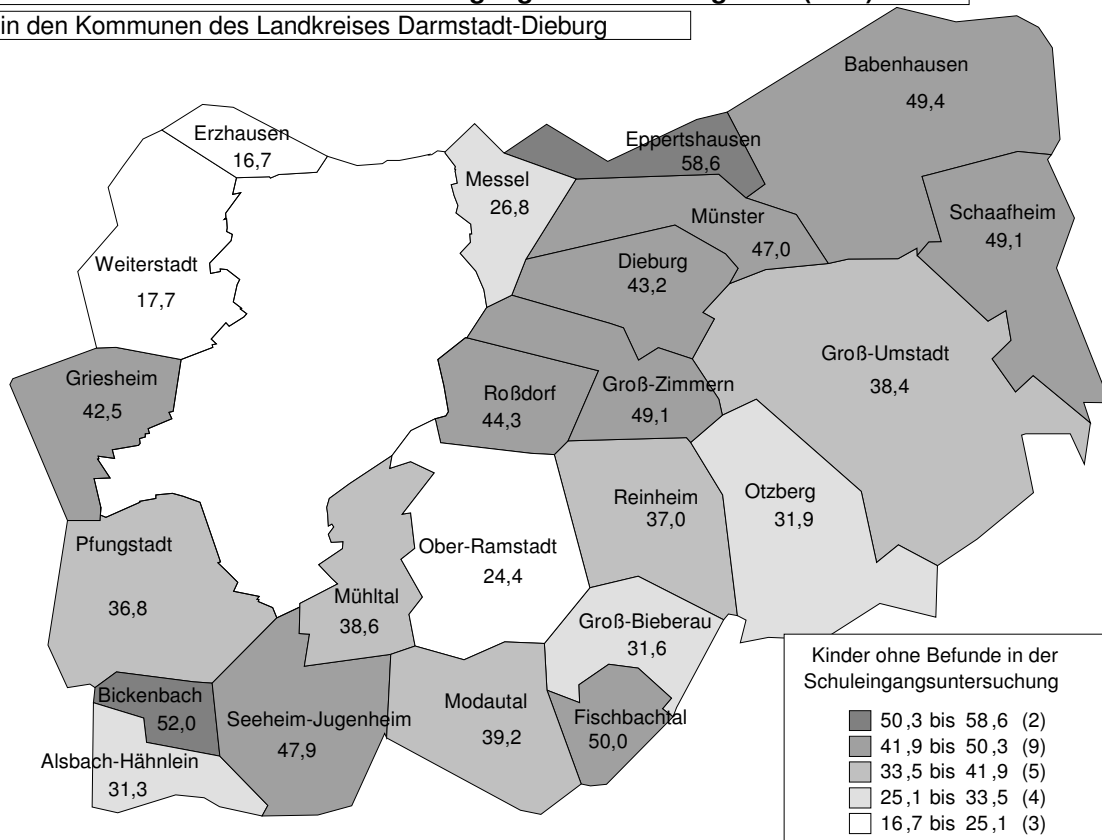 in den Kommunen des Landkreises Darmstadt-Dieburg
Babenhausen
49,4
Erzhausen
16,7
Eppertshausen
58,6
Messel
26,8
Münster
47,0
Schaafheim
49,1
Weiterstadt
17,7
Dieburg
43,2
Groß-Umstadt
38,4
Griesheim
42,5
Roßdorf
44,3
Groß-Zimmern
49,1
Reinheim
37,0
Otzberg
31,9
Pfungstadt
36,8
Ober-Ramstadt
24,4
Mühltal
38,6
Groß-Bieberau
31,6
Bickenbach
52,0
Seeheim-Jugenheim
47,9
Modautal
39,2
Fischbachtal
50,0
Alsbach-Hähnlein
31,3
Kinder ohne Befunde in der
Schuleingangsuntersuchung
50,3 bis 58,6 (2)
41,9 bis 50,3 (9)
33,5 bis 41,9 (5)
25,1 bis 33,5 (4)
16,7 bis 25,1 (3)